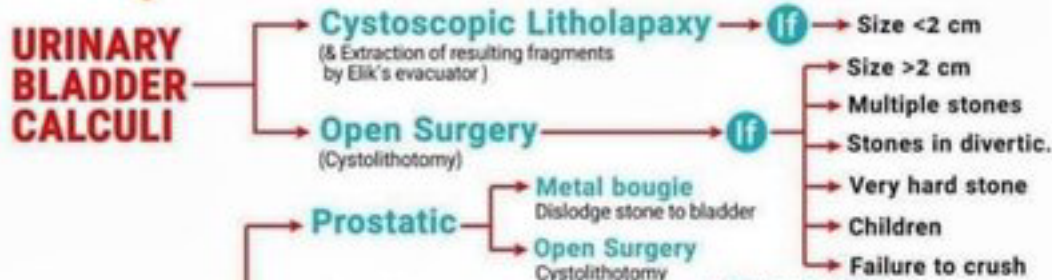 URINARY
BLADDER
CALCULI
Cystoscopic Litholapaxy
(& Extraction of resulting fragments
by Elik's evacuator )
If
Size <2 cm
Open Surgery
(Cystolithotomy)
If
Size >2 cm
Multiple stones
Stones in divertic.
Very hard stone
Children
Failure to crush
Prostatic
Metal bougie
Dislodge stone to bladder
Open Surgery
Cystolithotomy